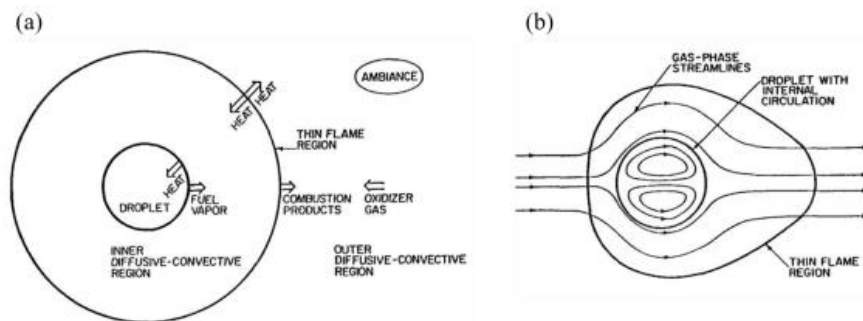 (a)
AMBIANCE
HEAT HEAT
THIN FLAME
REGION
HEAT
DROPLET
FUEL
VAPOR
COMBUSTION
PRODUCTS
OXIDIZER
GAS
INNER
DIFFUSIVE-CONVECTIVE
REGION
OUTER
DIFFUSIVE-CONVECTIVE
REGION
(b)
GAS-PHASE
STREAMLINES
DROPLET WITH
INTERNAL
CIRCULATION
THIN FLAME
REGION